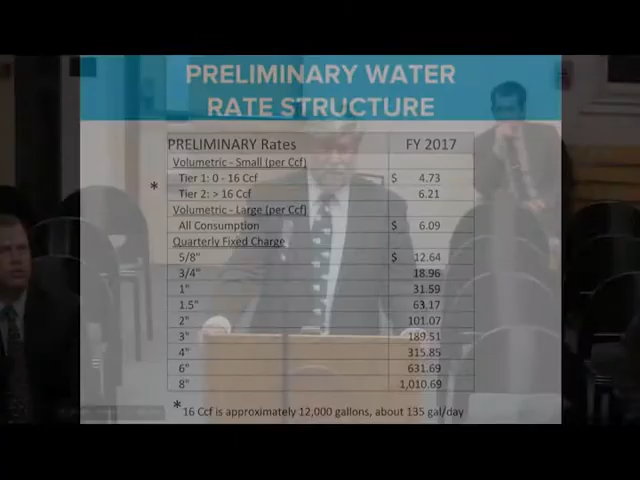 PRELIMINARY WATER
RATE STRUCTURE
PRELIMINARY Rates FY 2017
Volumetric - Small (per Ccf)
* Tier 1: 0 - 16 Ccf $ 4.73
Tier 2: > 16 Ccf 6.21
Volumetric - Large (per Ccf)
All Consumption $ 6.09
Quarterly Fixed Charge
5/8" $ 12.64
3/4" 18.96
1" 31.59
1.5" 63.17
2" 101.07
3" 189.51
4" 315.85
6" 631.69
8" 1,010.69
* 16 Ccf is approximately 12,000 gallons, about 135 gal/day